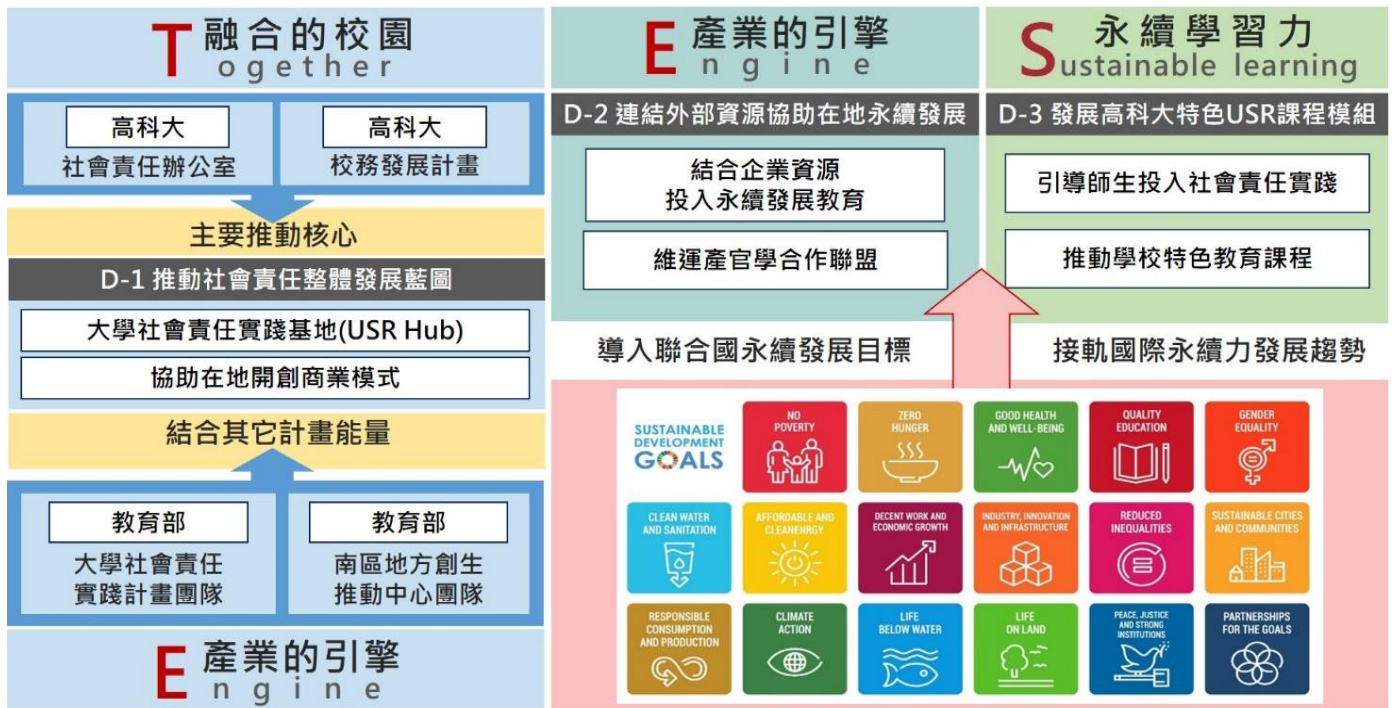 T 融合的校園
ogether
高科大
社會責任辦公室
高科大
校務發展計畫
主要推動核心
D-1 推動社會責任整體發展藍圖
大學社會責任實踐基地(USR Hub)
協助在地開創商業模式
結合其它計畫能量
教育部
大學社會責任
實踐計畫團隊
教育部
南區地方創生
推動中心團隊
E 產業的引擎
ngine
E 產業的引擎
ngine
D-2 連結外部資源協助在地永續發展
結合企業資源
投入永續發展教育
維運產官學合作聯盟
S 永續學習力
ustainable learning
D-3 發展高科大特色USR課程模組
引導師生投入社會責任實踐
推動學校特色教育課程
導入聯合國永續發展目標
接軌國際永續力發展趨勢
SUSTAINABLE
DEVELOPMENT
GOALS
NO
POVERTY
ZERO
HUNGER
GOOD HEALTH
AND WELL-BEING
QUALITY
EDUCATION
GENDER
EQUALITY
CLEAN WATER
AND SANITATION
AFFORDABLE AND
CLEANENRGY
DECENT WORK AND
ECONOMIC GROWTH
INDUSTRY, INNOVATION
AND INFRASTRUCTURE
REDUCED
INEQUALITIES
SUSTAINABLE CITIES
AND COMMUNITIES
RESPONSIBLE
CONSUMPTION
AND PRODUCTION
CLIMATE
ACTION
LIFE
BELOW WATER
LIFE
ON LAND
PEACE, JUSTICE
AND STRONG
INSTITUTIONS
PARTNERSHIPS
FOR THE GOALS